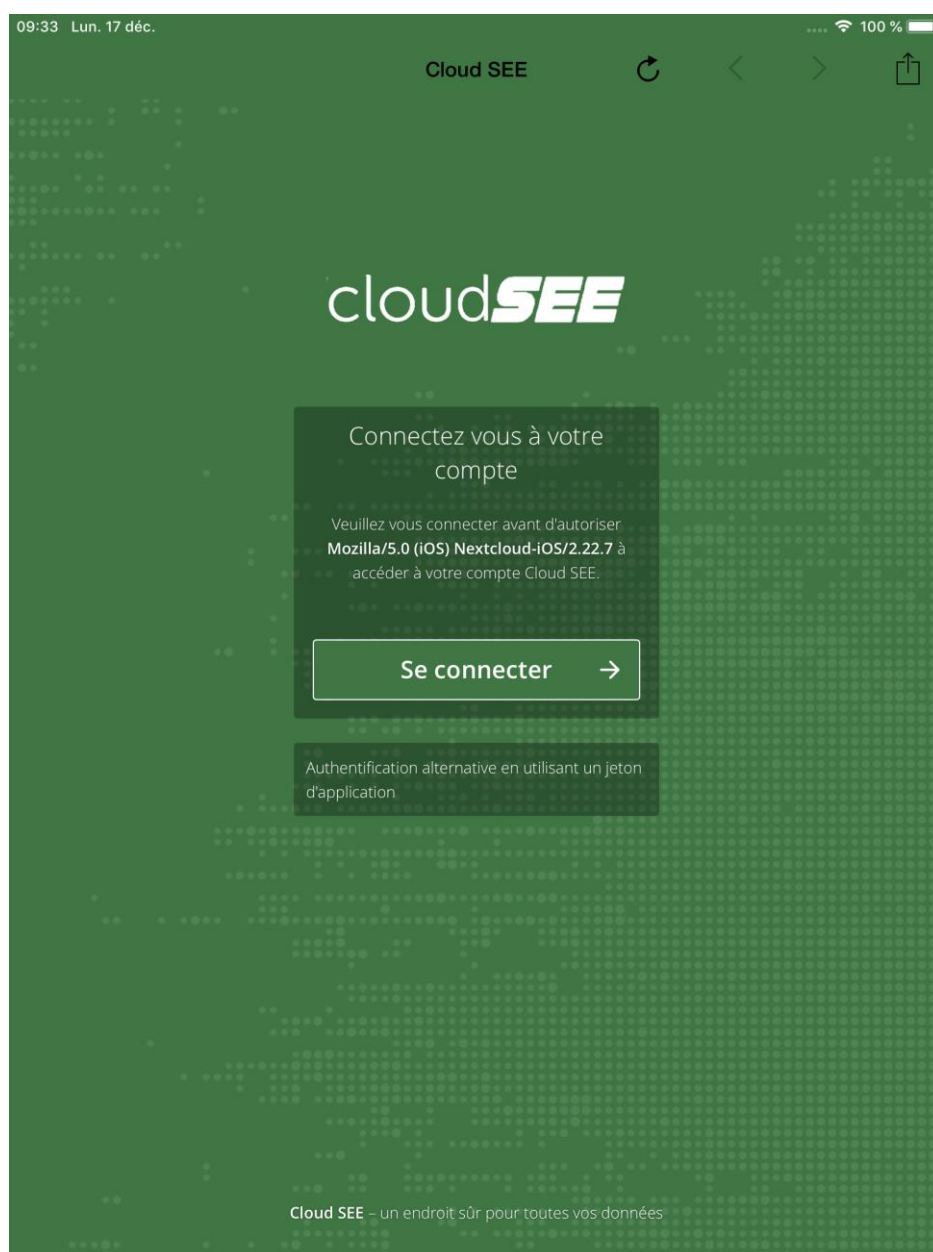 09:33 Lun. 17 déc.
100 %
Cloud SEE
cloudSEE
Connectez vous à votre
compte
Veuillez vous connecter avant d'autoriser
Mozilla/5.0 (iOS) Nextcloud-iOS/2.22.7 à
accéder à votre compte Cloud SEE.
Se connecter
Authentification alternative en utilisant un jeton
d'application
Cloud SEE – un endroit sûr pour toutes vos données